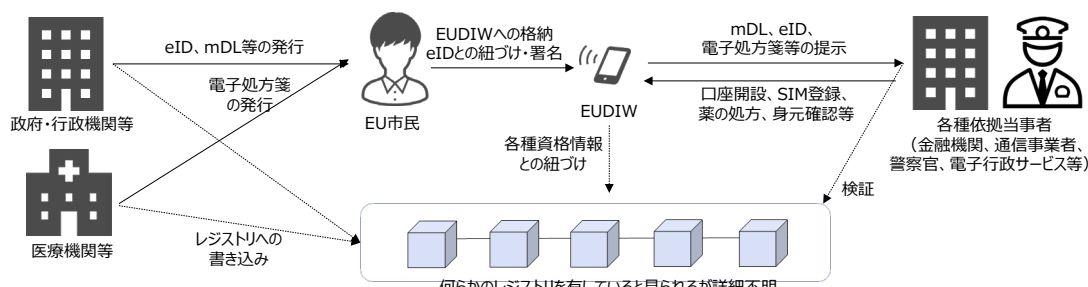 eID、mDL等の発行
電子処方箋
の発行
政府・行政機関等
医療機関等
レジストリへの
書き込み
EU市民
EUDIWへの格納
eIDとの紐づけ・署名
EUDIW
各種資格情報
との紐づけ
mDL、eID、
電子処方箋等の提示
口座開設、SIM登録、
薬の処方、身元確認等
各種依拠当事者
（金融機関、通信事業者、
警察官、電子行政サービス等）
検証
何らかのレジストリを有していると見られるが詳細不明